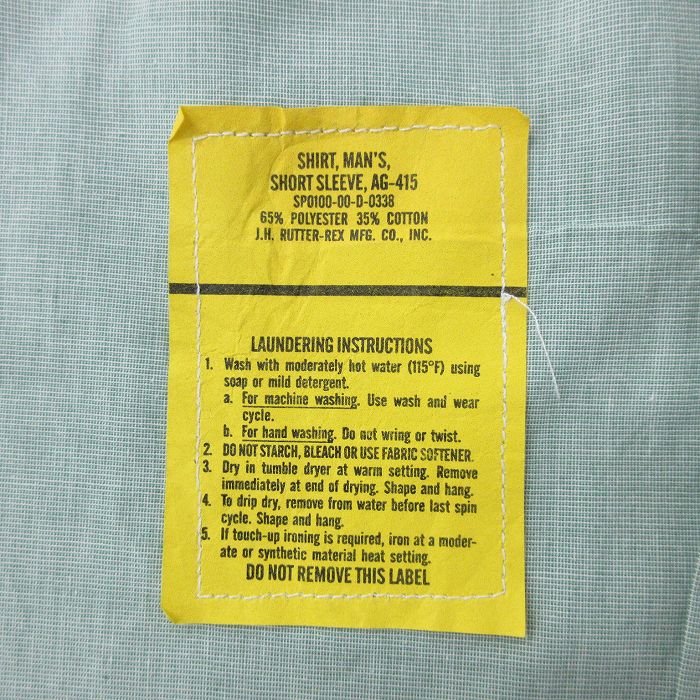 SHIRT, MAN'S,
SHORT SLEEVE, AG-415
SPO100-00-D-0338
65% POLYESTER 35% COTTON
J.H. RUTTER-REX MFG. CO., INC.
LAUNDERING INSTRUCTIONS
1. Wash with moderately hot water (115°F) using
soap or mild detergent.
a. For machine washing. Use wash and wear
cycle.
b. For hand washing. Do not wring or twist.
2. DO NOT STARCH, BLEACH OR USE FABRIC SOFTENER.
3. Dry in tumble dryer at warm setting. Remove
immediately at end of drying. Shape and hang.
4. To drip dry, remove from water before last spin
cycle. Shape and hang.
5. If touch-up ironing is required, iron at a moder-
ate or synthetic material heat setting.
DO NOT REMOVE THIS LABEL